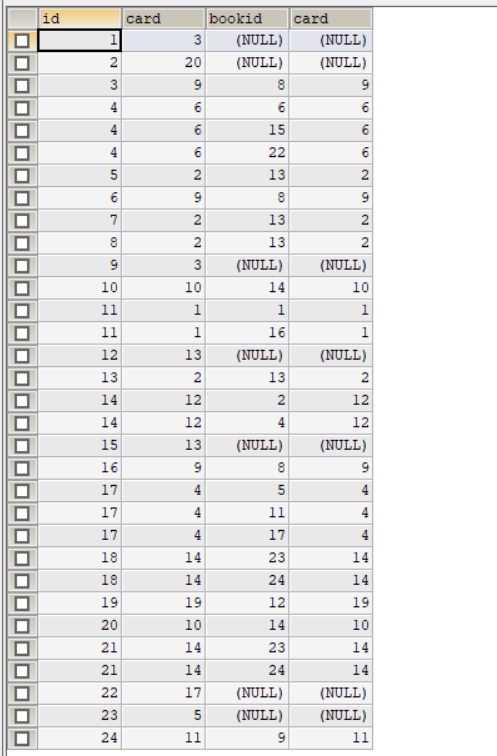 id card bookid card
1 3 (NULL) (NULL)
2 20 (NULL) (NULL)
3 9 8 9
4 6 6 6
4 6 15 6
4 6 22 6
5 2 13 2
6 9 8 9
7 2 13 2
8 2 13 2
9 3 (NULL) (NULL)
10 10 14 10
11 1 1 1
11 1 16 1
12 13 (NULL) (NULL)
13 2 13 2
14 12 2 12
14 12 4 12
15 13 (NULL) (NULL)
16 9 8 9
17 4 5 4
17 4 11 4
17 4 17 4
18 14 23 14
18 14 24 14
19 19 12 19
20 10 14 10
21 14 23 14
21 14 24 14
22 17 (NULL) (NULL)
23 5 (NULL) (NULL)
24 11 9 11